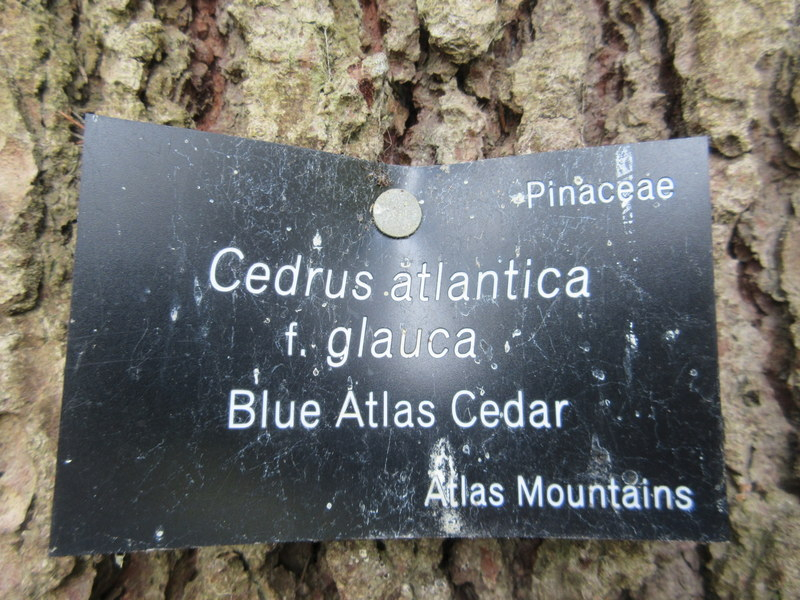 Pinaceae
Cedrus atlantica
f. glauca
Blue Atlas Cedar
Atlas Mountains